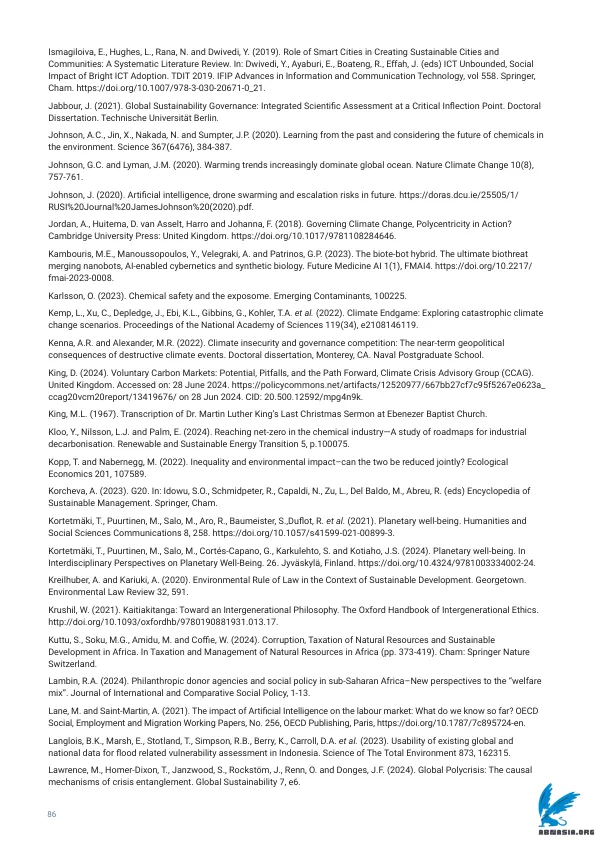 Ismagiloiva, E., Hughes, L., Rana, N. and Dwivedi, Y. (2019). Role of Smart Cities in Creating Sustainable Cities and
Communities: A Systematic Literature Review. In: Dwivedi, Y., Ayaburi, E., Boateng, R., Effah, J. (eds) ICT Unbounded, Social
Impact of Bright ICT Adoption. TDIT 2019. IFIP Advances in Information and Communication Technology, vol 558. Springer,
Cham. https://doi.org/10.1007/978-3-030-20671-0_21.
Jabbour, J. (2021). Global Sustainability Governance: Integrated Scientific Assessment at a Critical Inflection Point. Doctoral
Dissertation. Technische Universität Berlin.
Johnson, A.C., Jin, X., Nakada, N. and Sumpter, J.P. (2020). Learning from the past and considering the future of chemicals in
the environment. Science 367(6476), 384-387.
Johnson, G.C. and Lyman, J.M. (2020). Warming trends increasingly dominate global ocean. Nature Climate Change 10(8),
757-761.
Johnson, J. (2020). Artificial intelligence, drone swarming and escalation risks in future. https://doras.dcu.ie/25505/1/
RUSI%20Journal%20JamesJohnson%20(2020).pdf.
Jordan, A., Huitema, D. van Asselt, Harro and Johanna, F. (2018). Governing Climate Change, Polycentricity in Action?
Cambridge University Press: United Kingdom. https://doi.org/10.1017/9781108284646.
Kambouris, M.E., Manoussopoulos, Y., Velegraki, A. and Patrinos, G.P. (2023). The biote-bot hybrid. The ultimate biothreat
merging nanobots, AI-enabled cybernetics and synthetic biology. Future Medicine AI 1(1), FMAI4. https://doi.org/10.2217/
fmai-2023-0008.
Karlsson, O. (2023). Chemical safety and the exposome. Emerging Contaminants, 100225.
Kemp, L., Xu, C., Depledge, J., Ebi, K.L., Gibbins, G., Kohler, T.A. et al. (2022). Climate Endgame: Exploring catastrophic climate
change scenarios. Proceedings of the National Academy of Sciences 119(34), e2108146119.
Kenna, A.R. and Alexander, M.R. (2022). Climate insecurity and governance competition: The near-term geopolitical
consequences of destructive climate events. Doctoral dissertation, Monterey, CA. Naval Postgraduate School.
King, D. (2024). Voluntary Carbon Markets: Potential, Pitfalls, and the Path Forward, Climate Crisis Advisory Group (CCAG).
United Kingdom. Accessed on: 28 June 2024. https://policycommons.net/artifacts/12520977/667bb27cf7c95f5267e0623a_
ccag20vcm20report/13419676/ on 28 Jun 2024. CID: 20.500.12592/mpg4n9k.
King, M.L. (1967). Transcription of Dr. Martin Luther King's Last Christmas Sermon at Ebenezer Baptist Church.
Kloo, Y., Nilsson, L.J. and Palm, E. (2024). Reaching net-zero in the chemical industry—A study of roadmaps for industrial
decarbonisation. Renewable and Sustainable Energy Transition 5, p.100075.
Kopp, T. and Nabernegg, M. (2022). Inequality and environmental impact–can the two be reduced jointly? Ecological
Economics 201, 107589.
Korcheva, A. (2023). G20. In: Idowu, S.O., Schmidpeter, R., Capaldi, N., Zu, L., Del Baldo, M., Abreu, R. (eds) Encyclopedia of
Sustainable Management. Springer, Cham.
Kortetmäki, T., Puurtinen, M., Salo, M., Aro, R., Baumeister, S.,Duflot, R. et al. (2021). Planetary well-being. Humanities and
Social Sciences Communications 8, 258. https://doi.org/10.1057/s41599-021-00899-3.
Kortetmäki, T., Puurtinen, M., Salo, M., Cortés-Capano, G., Karkulehto, S. and Kotiaho, J.S. (2024). Planetary well-being. In
Interdisciplinary Perspectives on Planetary Well-Being. 26. Jyväskylä, Finland. https://doi.org/10.4324/9781003334002-24.
Kreilhuber, A. and Kariuki, A. (2020). Environmental Rule of Law in the Context of Sustainable Development. Georgetown.
Environmental Law Review 32, 591.
Krushil, W. (2021). Kaitiakitanga: Toward an Intergenerational Philosophy. The Oxford Handbook of Intergenerational Ethics.
http://doi.org/10.1093/oxfordhb/9780190881931.013.17.
Kuttu, S., Soku, M.G., Amidu, M. and Coffie, W. (2024). Corruption, Taxation of Natural Resources and Sustainable
Development in Africa. In Taxation and Management of Natural Resources in Africa (pp. 373-419). Cham: Springer Nature
Switzerland.
Lambin, R.A. (2024). Philanthropic donor agencies and social policy in sub-Saharan Africa–New perspectives to the “welfare
mix”. Journal of International and Comparative Social Policy, 1-13.
Lane, M. and Saint-Martin, A. (2021). The impact of Artificial Intelligence on the labour market: What do we know so far? OECD
Social, Employment and Migration Working Papers, No. 256, OECD Publishing, Paris, https://doi.org/10.1787/7c895724-en.
Langlois, B.K., Marsh, E., Stotland, T., Simpson, R.B., Berry, K., Carroll, D.A. et al. (2023). Usability of existing global and
national data for flood related vulnerability assessment in Indonesia. Science of The Total Environment 873, 162315.
Lawrence, M., Homer-Dixon, T., Janzwood, S., Rockstöm, J., Renn, O. and Donges, J.F. (2024). Global Polycrisis: The causal
mechanisms of crisis entanglement. Global Sustainability 7, e6.
86
ABNASIA.ORG